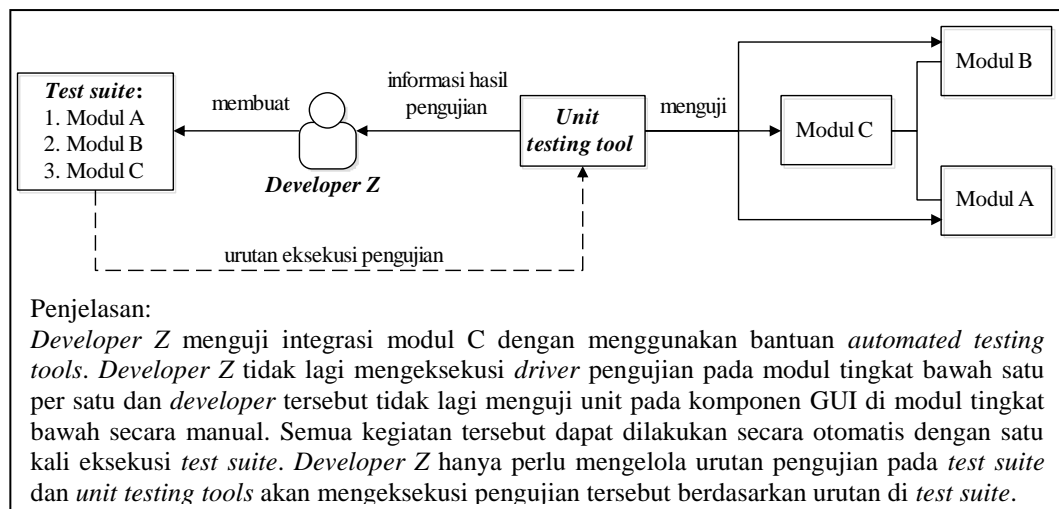 Test suite:
1. Modul A
2. Modul B
3. Modul C
membuat
Developer Z
informasi hasil
pengujian
Unit
testing tool
menguji
Modul B
Modul C
Modul A
urutan eksekusi pengujian
Penjelasan:
Developer Z menguji integrasi modul C dengan menggunakan bantuan automated testing
tools. Developer Z tidak lagi mengeksekusi driver pengujian pada modul tingkat bawah satu
per satu dan developer tersebut tidak lagi menguji unit pada komponen GUI di modul tingkat
bawah secara manual. Semua kegiatan tersebut dapat dilakukan secara otomatis dengan satu
kali eksekusi test suite. Developer Z hanya perlu mengelola urutan pengujian pada test suite
dan unit testing tools akan mengeksekusi pengujian tersebut berdasarkan urutan di test suite.